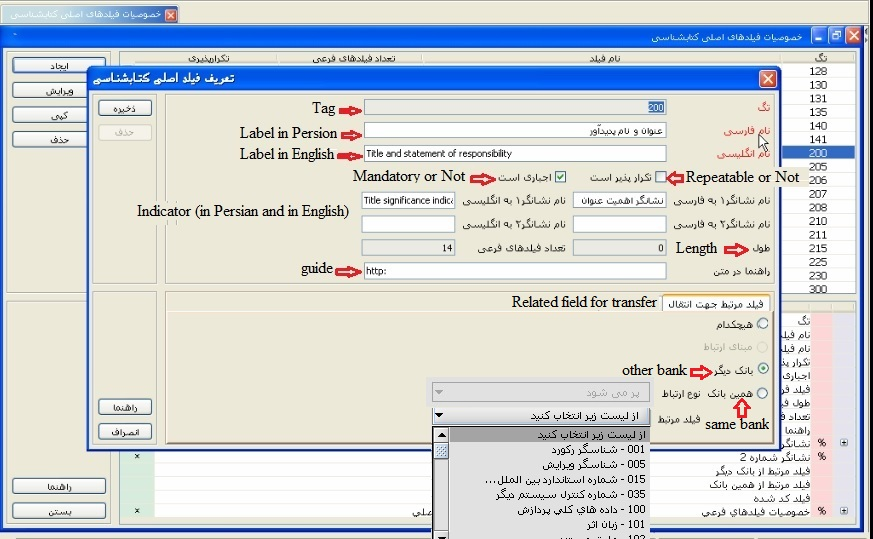 خصوصیات فیلدهای اصلی کتابشناسی
خصوصیات فیلدهای اصلی کتابشناسی
تگ
نام فیلد
تعداد فیلدهای فرعی
تکرارپذیری
128
130
131
135
140
141
200
205
206
207
208
210
211
215
225
230
300
ایجاد
ویرایش
کپی
حذف
تعریف فیلد اصلی کتابشناسی
ذخیره
حذف
تگ
200
Tag
نام فارسی
عنوان و نام پدیدآور
Label in Persion
نام انگلیسی
Title and statement of responsibility
Label in English
Repeatable or Not
تکرار پذیر است
اجباری است
Mandatory or Not
نام نشانگر۱ به فارسی
نشانگر اهمیت عنوان
نام نشانگر۱ به انگلیسی
Title significance indica
Indicator (in Persian and in English)
نام نشانگر۲ به فارسی
نام نشانگر۲ به انگلیسی
طول
Length
0
تعداد فیلدهای فرعی
14
راهنما در متن
http:
guide
فیلد مرتبط جهت انتقال
Related field for transfer
هیچکدام
مبنای ارتباط
بانک دیگر
other bank
همین بانک
same bank
نوع ارتباط
پر می شود
فیلد مرتبط
از لیست زیر انتخاب کنید
از لیست زیر انتخاب کنید
001 - شناسگر رکورد
005 - شناسگر ویرایش
015 - شماره استاندارد بین الملل...
035 - شماره کنترل سیستم دیگر
100 - داده هاي کلي پردازش
101 - زبان اثر
راهنما
انصراف
تگ
نام فیلد
تکرار پذ
اجباری
طول فیل
تعداد ف
راهنما
% نشانگر
% نشانگر شماره 2
×
فیلد مرتبط از بانک دیگر
فیلد مرتبط از همین بانک
فیلد کد شده
% خصوصیات فیلدهاي فرعي
×
راهنما
بستن